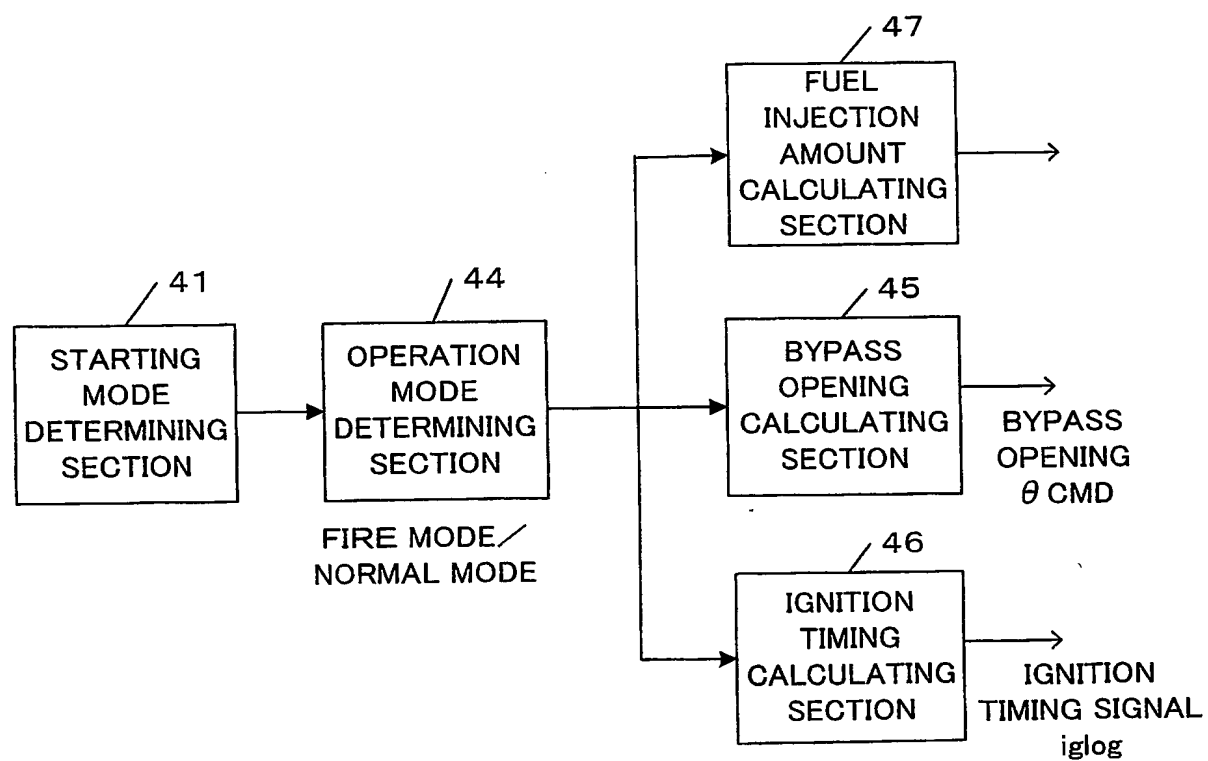 47
FUEL
INJECTION
AMOUNT
CALCULATING
SECTION
41
STARTING
MODE
DETERMINING
SECTION
44
OPERATION
MODE
DETERMINING
SECTION
FIRE MODE/
NORMAL MODE
45
BYPASS
OPENING
CALCULATING
SECTION
BYPASS
OPENING
θ CMD
46
IGNITION
TIMING
CALCULATING
SECTION
IGNITION
TIMING SIGNAL
iglog